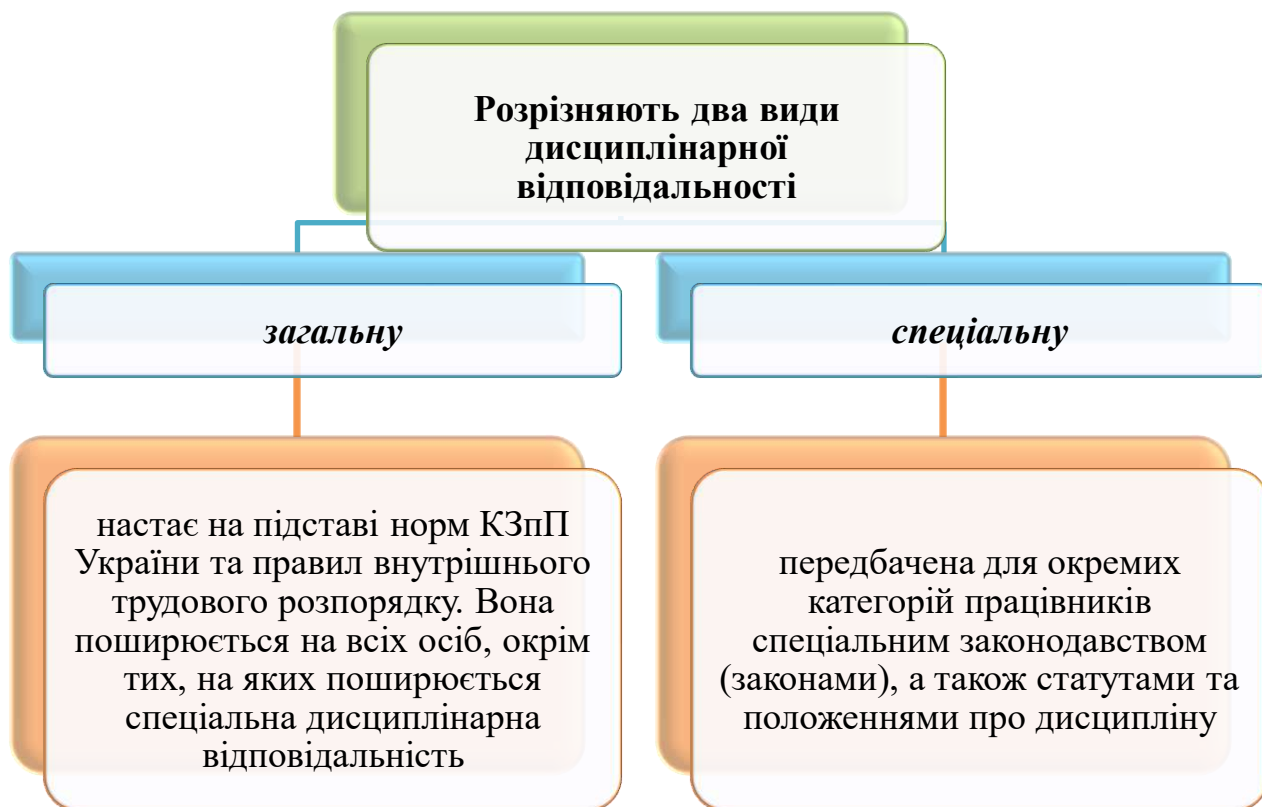 Розрізняють два види
дисциплінарної
відповідальності
загальну
спеціальну
настає на підставі норм КЗпП
України та правил внутрішнього
трудового розпорядку. Вона
поширюється на всіх осіб, окрім
тих, на яких поширюється
спеціальна дисциплінарна
відповідальність
передбачена для окремих
категорій працівників
спеціальним законодавством
(законами), а також статутами та
положеннями про дисципліну